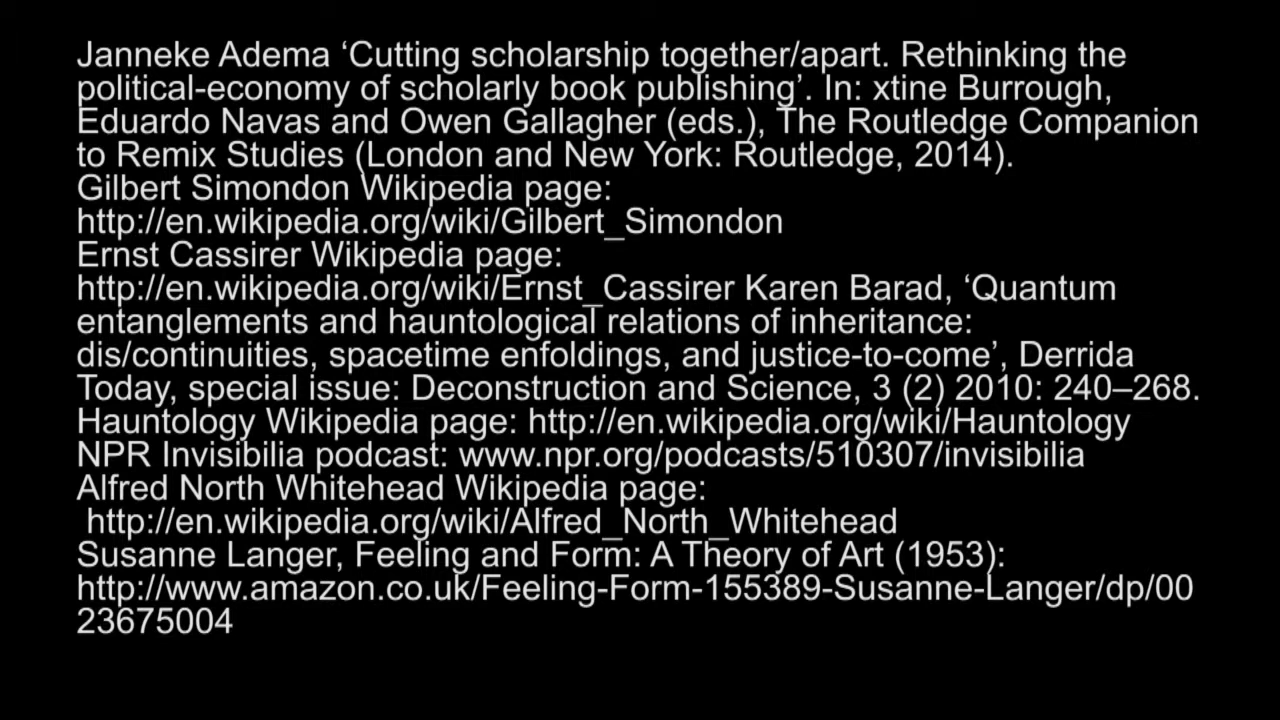 Janneke Adema ‘Cutting scholarship together/apart. Rethinking the
political-economy of scholarly book publishing’. In: xtine Burrough,
Eduardo Navas and Owen Gallagher (eds.), The Routledge Companion
to Remix Studies (London and New York: Routledge, 2014).
Gilbert Simondon Wikipedia page:
http://en.wikipedia.org/wiki/Gilbert_Simondon
Ernst Cassirer Wikipedia page:
http://en.wikipedia.org/wiki/Ernst_Cassirer Karen Barad, ‘Quantum
entanglements and hauntological relations of inheritance:
dis/continuities, spacetime enfoldings, and justice-to-come’, Derrida
Today, special issue: Deconstruction and Science, 3 (2) 2010: 240–268.
Hauntology Wikipedia page: http://en.wikipedia.org/wiki/Hauntology
NPR Invisibilia podcast: www.npr.org/podcasts/510307/invisibilia
Alfred North Whitehead Wikipedia page:
http://en.wikipedia.org/wiki/Alfred_North_Whitehead
Susanne Langer, Feeling and Form: A Theory of Art (1953):
http://www.amazon.co.uk/Feeling-Form-155389-Susanne-Langer/dp/00
23675004